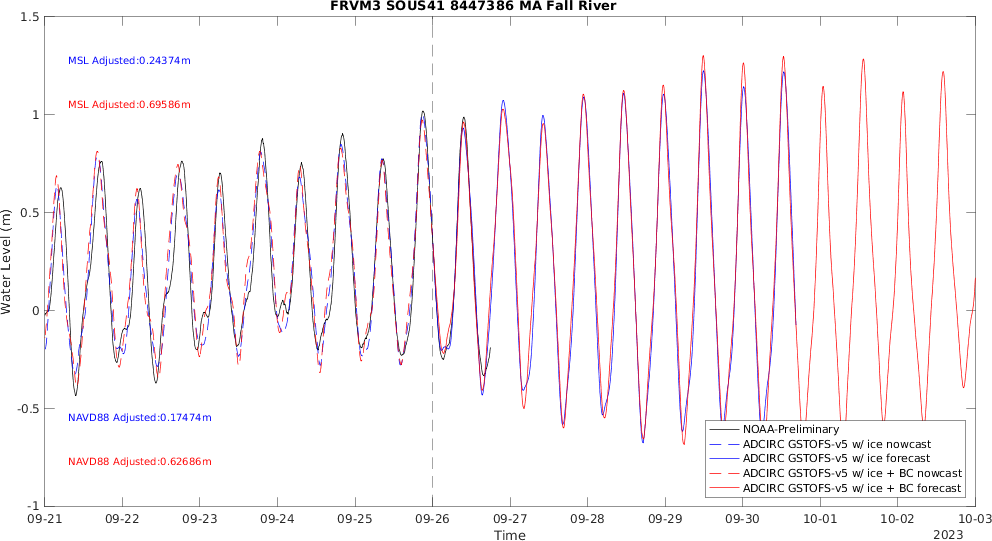 FRVM3 SOUS41 8447386 MA Fall River
1.5
1
0.5
0
-0.5
-1
Water Level (m)
MSL Adjusted:0.24374m
MSL Adjusted:0.69586m
NAVD88 Adjusted:0.17474m
NAVD88 Adjusted:0.62686m
NOAA-Preliminary
ADCIRC GSTOFS-v5 w/ ice nowcast
ADCIRC GSTOFS-v5 w/ ice forecast
ADCIRC GSTOFS-v5 w/ ice + BC nowcast
ADCIRC GSTOFS-v5 w/ ice + BC forecast
09-21 09-22 09-23 09-24 09-25 09-26 09-27 09-28 09-29 09-30 10-01 10-02 10-03
Time
2023